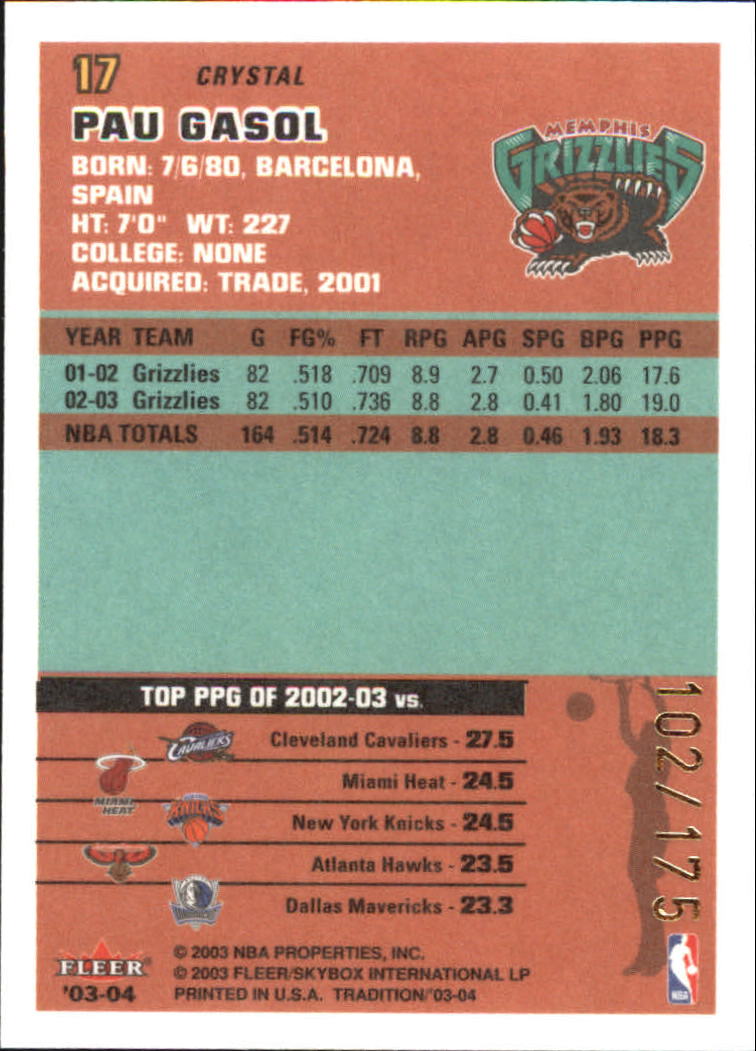 17 CRYSTAL
PAU GASOL
BORN: 7/6/80, BARCELONA,
SPAIN
HT: 7'0" WT: 227
COLLEGE: NONE
ACQUIRED: TRADE, 2001
MEMPHIS
GRIZZLIES
YEAR TEAM G FG% FT RPG APG SPG BPG PPG
01-02 Grizzlies 82 .518 .709 8.9 2.7 0.50 2.06 17.6
02-03 Grizzlies 82 .510 .736 8.8 2.8 0.41 1.80 19.0
NBA TOTALS 164 .514 .724 8.8 2.8 0.46 1.93 18.3
TOP PPG OF 2002-03 vs.
CAVALIERS
Cleveland Cavaliers - 27.5
MIAMI
HEAT
Miami Heat - 24.5
KNICKS
New York Knicks - 24.5
Atlanta Hawks - 23.5
Dallas Mavericks - 23.3
102/175
FLEER
'03-04
© 2003 NBA PROPERTIES, INC.
© 2003 FLEER/SKYBOX INTERNATIONAL LP
PRINTED IN U.S.A. TRADITION/'03-04
NBA